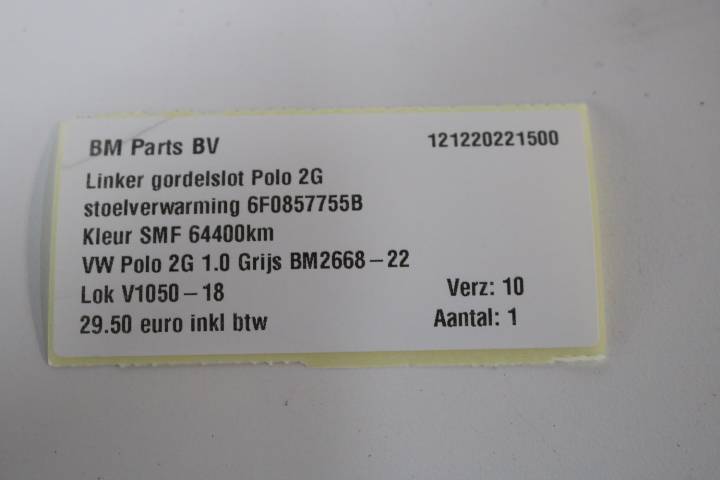 BM Parts BV 121220221500
Linker gordelslot Polo 2G
stoelverwarming 6F0857755B
Kleur SMF 64400km
VW Polo 2G 1.0 Grijs BM2668-22
Lok V1050-18 Verz: 10
29.50 euro inkl btw Aantal: 1